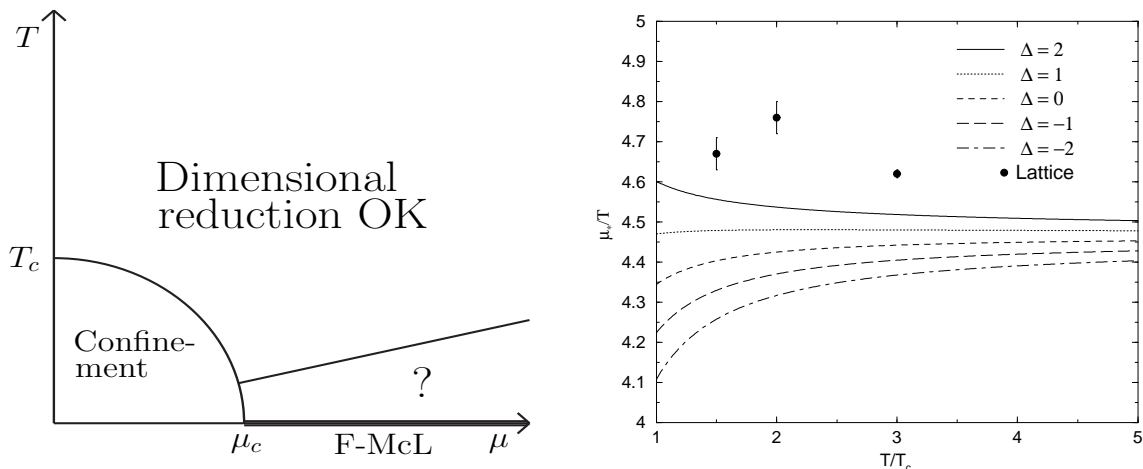 T
Dimensional
reduction OK
T_c
Confine-
ment
?
μ_c
F-McL
μ
5
4.9
4.8
4.7
4.6
4.5
4.4
4.3
4.2
4.1
4
μ_*/T
Δ = 2
Δ = 1
Δ = 0
Δ = −1
Δ = −2
Lattice
1 2 3 4 5
T/T_c